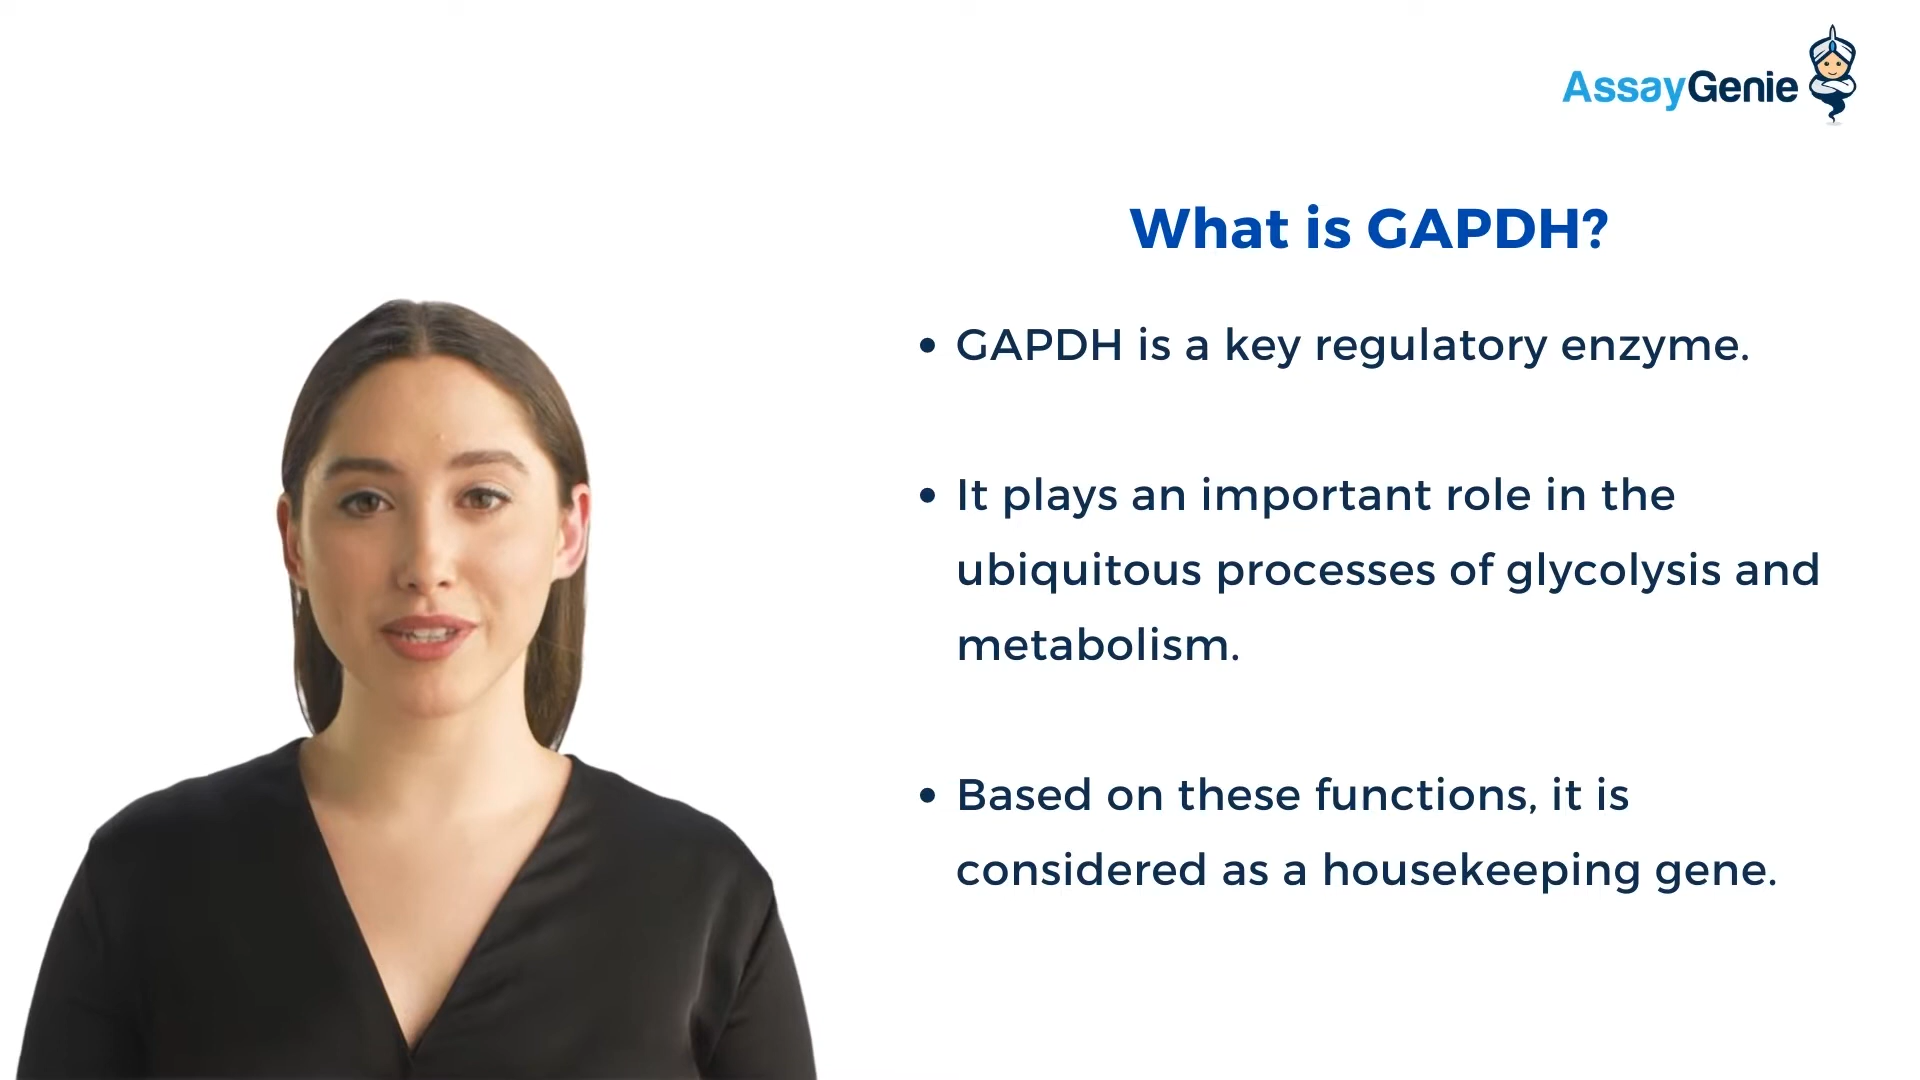 AssayGenie
What is GAPDH?
• GAPDH is a key regulatory enzyme.
• It plays an important role in the
ubiquitous processes of glycolysis and
metabolism.
• Based on these functions, it is
considered as a housekeeping gene.